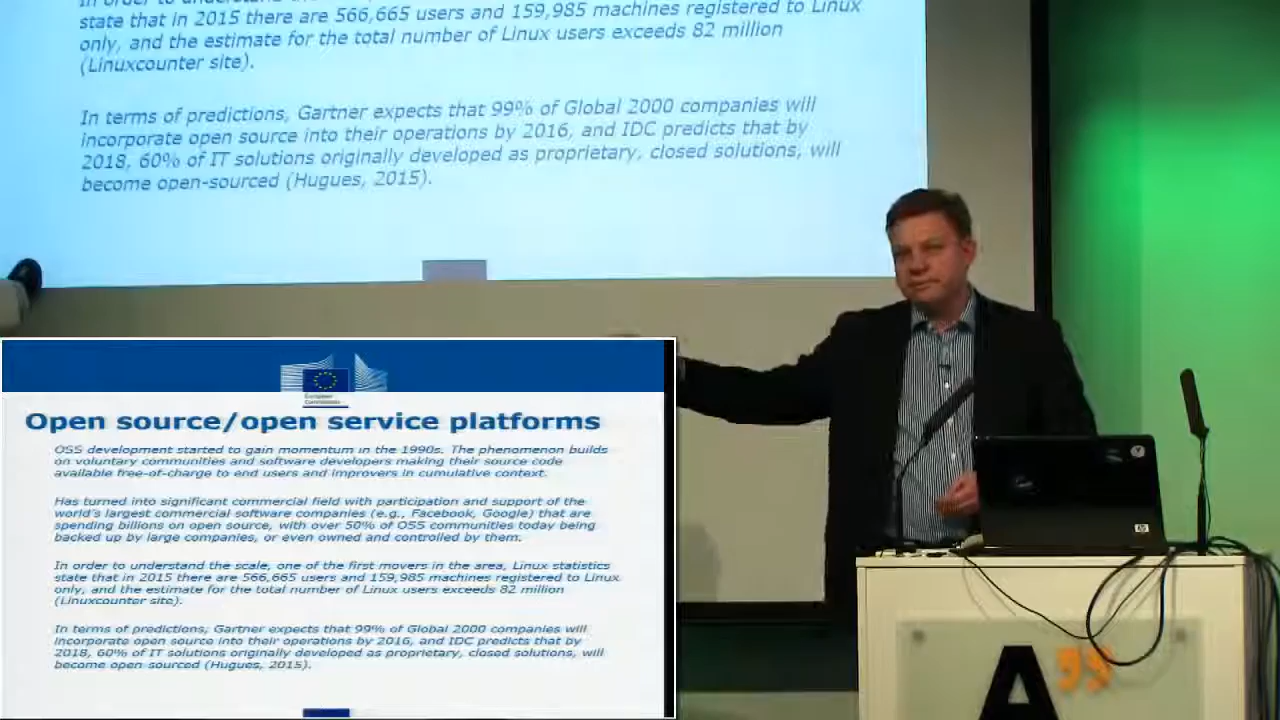 state that in 2015 there are 566,665 users and 159,985 machines registered to Linux
only, and the estimate for the total number of Linux users exceeds 82 million
(Linuxcounter site).
In terms of predictions, Gartner expects that 99% of Global 2000 companies will
incorporate open source into their operations by 2016, and IDC predicts that by
2018, 60% of IT solutions originally developed as proprietary, closed solutions, will
become open-sourced (Hugues, 2015).
European
Commission
Open source/open service platforms
OSS development started to gain momentum in the 1990s. The phenomenon builds
on voluntary communities and software developers making their source code
available free-of-charge to end users and improvers in cumulative context.
Has turned into significant commercial field with participation and support of the
world's largest commercial software companies (e.g., Facebook, Google) that are
spending billions on open source, with over 50% of OSS communities today being
backed up by large companies, or even owned and controlled by them.
In order to understand the scale, one of the first movers in the area, Linux statistics
state that in 2015 there are 566,665 users and 159,985 machines registered to Linux
only, and the estimate for the total number of Linux users exceeds 82 million
(Linuxcounter site).
In terms of predictions, Gartner expects that 99% of Global 2000 companies will
incorporate open source into their operations by 2016, and IDC predicts that by
2018, 60% of IT solutions originally developed as proprietary, closed solutions, will
become open sourced (Hugues, 2015).
hp
A"